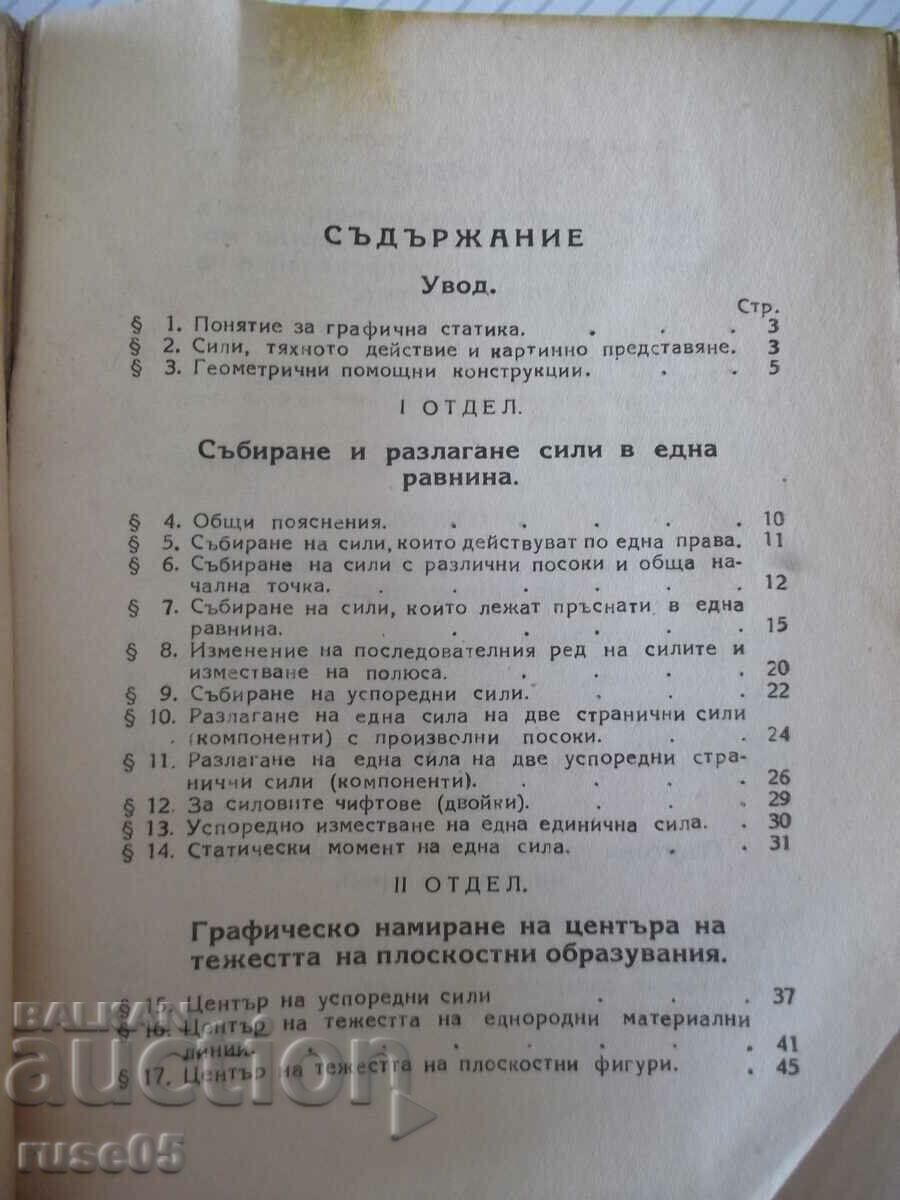 СЪДЪРЖАНИЕ
Увод.
Стр.
§ 1. Понятие за графична статика. . . . 3
§ 2. Сили, тяхното действие и картинно представяне. 3
§ 3. Геометрични помощни конструкции. . . 5
I ОТДЕЛ.
Събиране и разлагане сили в една
равнина.
§ 4. Общи пояснения. . . . . . 10
§ 5. Събиране на сили, които действуват по една права. 11
§ 6. Събиране на сили с различни посоки и обща на-
чална точка. . . . . . . 12
§ 7. Събиране на сили, които лежат пръснати в една
равнина. . . . . . 15
§ 8. Изменение на последователния ред на силите и
изместване на полюса. . . . . 20
§ 9. Събиране на успоредни сили. . . . 22
§ 10. Разлагане на една сила на две странични сили
(компоненти) с произволни посоки. . . 24
§ 11. Разлагане на една сила на две успоредни стра-
нични сили (компоненти). . . . . 26
§ 12. За силовите чифтове (двойки). . . . 29
§ 13. Успоредно изместване на една единична сила. . 30
§ 14. Статически момент на една сила. . . 31
II ОТДЕЛ.
Графическо намиране на центъра на
тежестта на плоскостни образувания.
§ 15. Център на успоредни сили . . . 37
§ 16. Център на тежестта на еднородни материални
линии. . . . . . . . 41
§ 17. Център на тежестта на плоскостни фигури. . 45
BALKAN
auction
ruse05